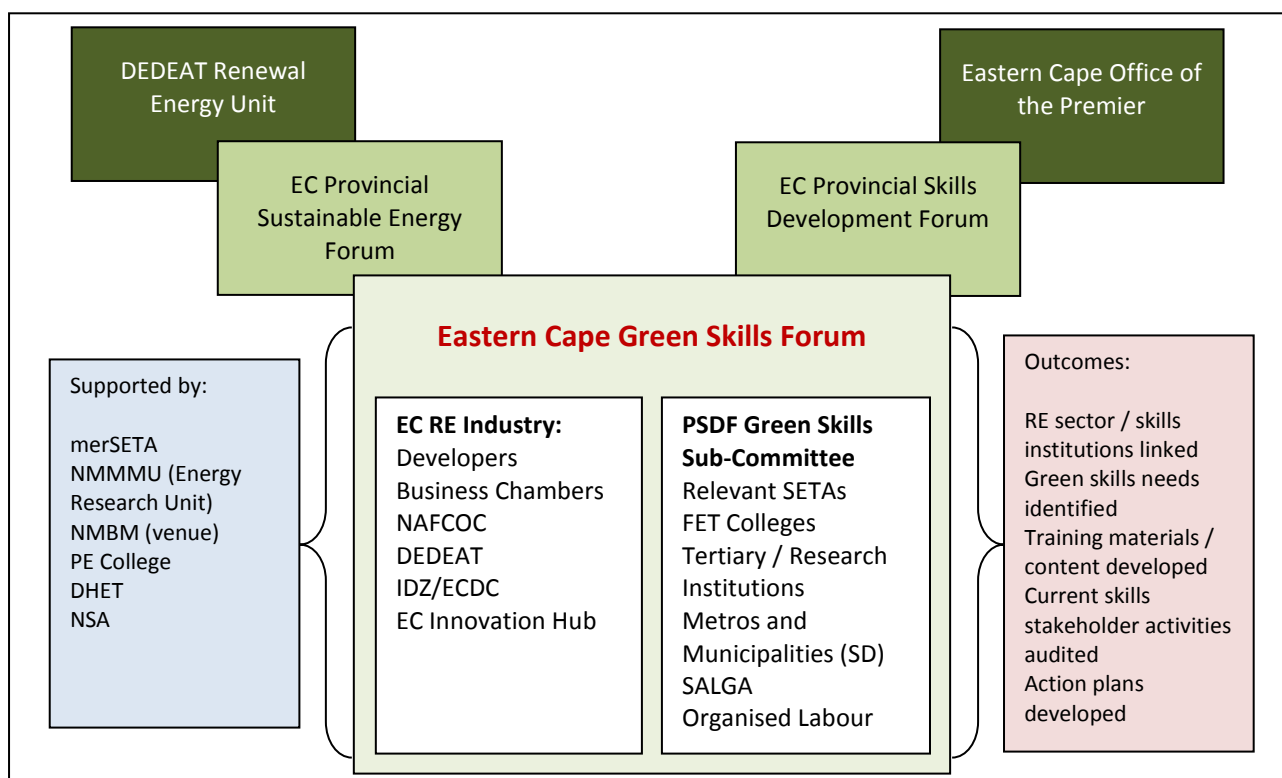 DEDEAT Renewal
Energy Unit
Eastern Cape Office of
the Premier
EC Provincial
Sustainable Energy
Forum
EC Provincial Skills
Development Forum
Eastern Cape Green Skills Forum
Supported by:
merSETA
NMMMU (Energy
Research Unit)
NMBM (venue)
PE College
DHET
NSA
EC RE Industry:
Developers
Business Chambers
NAFCOC
DEDEAT
IDZ/ECDC
EC Innovation Hub
PSDF Green Skills
Sub-Committee
Relevant SETAs
FET Colleges
Tertiary / Research
Institutions
Metros and
Municipalities (SD)
SALGA
Organised Labour
Outcomes:
RE sector / skills
institutions linked
Green skills needs
identified
Training materials /
content developed
Current skills
stakeholder activities
audited
Action plans
developed